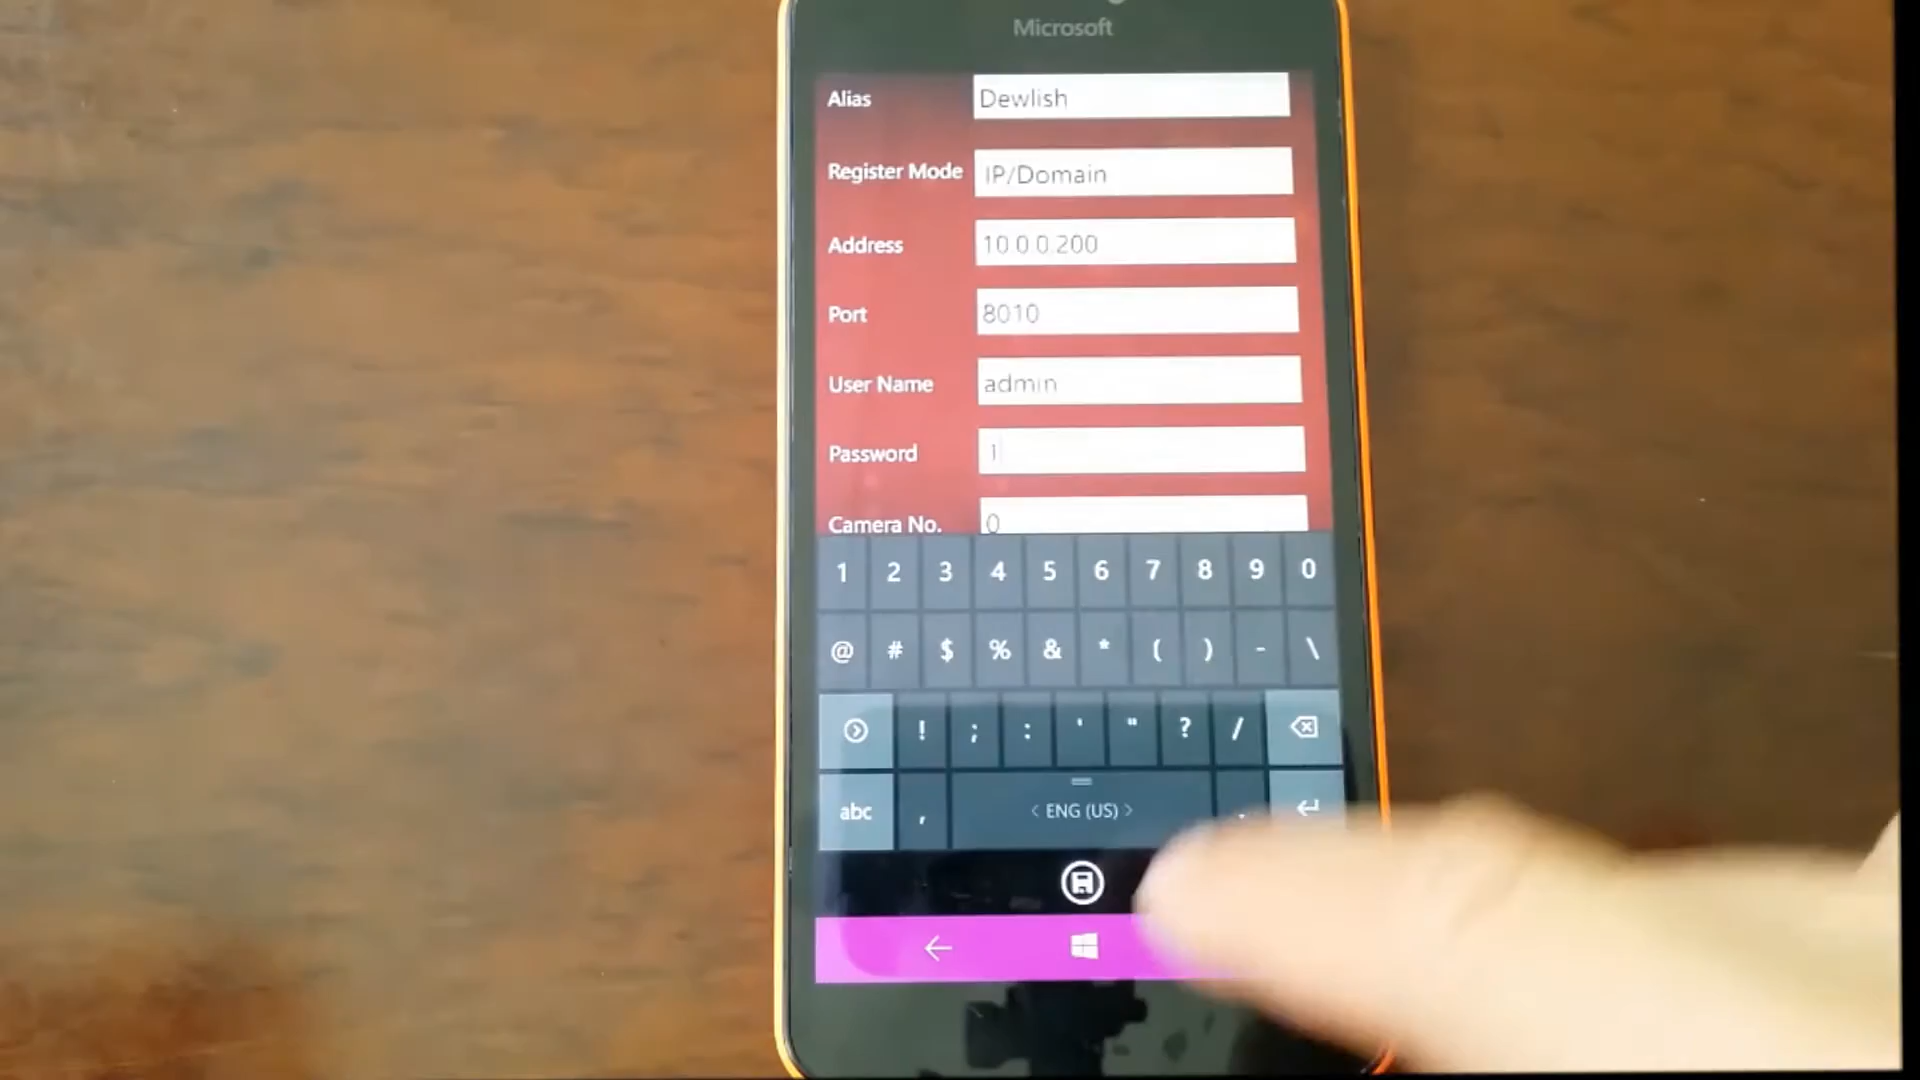 Microsoft
Alias Dewlish
Register Mode IP/Domain
Address 10.0.0.200
Port 8010
User Name admin
Password 1
Camera No. 0
1 2 3 4 5 6 7 8 9 0
@ # $ % & * ( ) - \
! ; : ' " ? /
abc , < ENG (US) > .